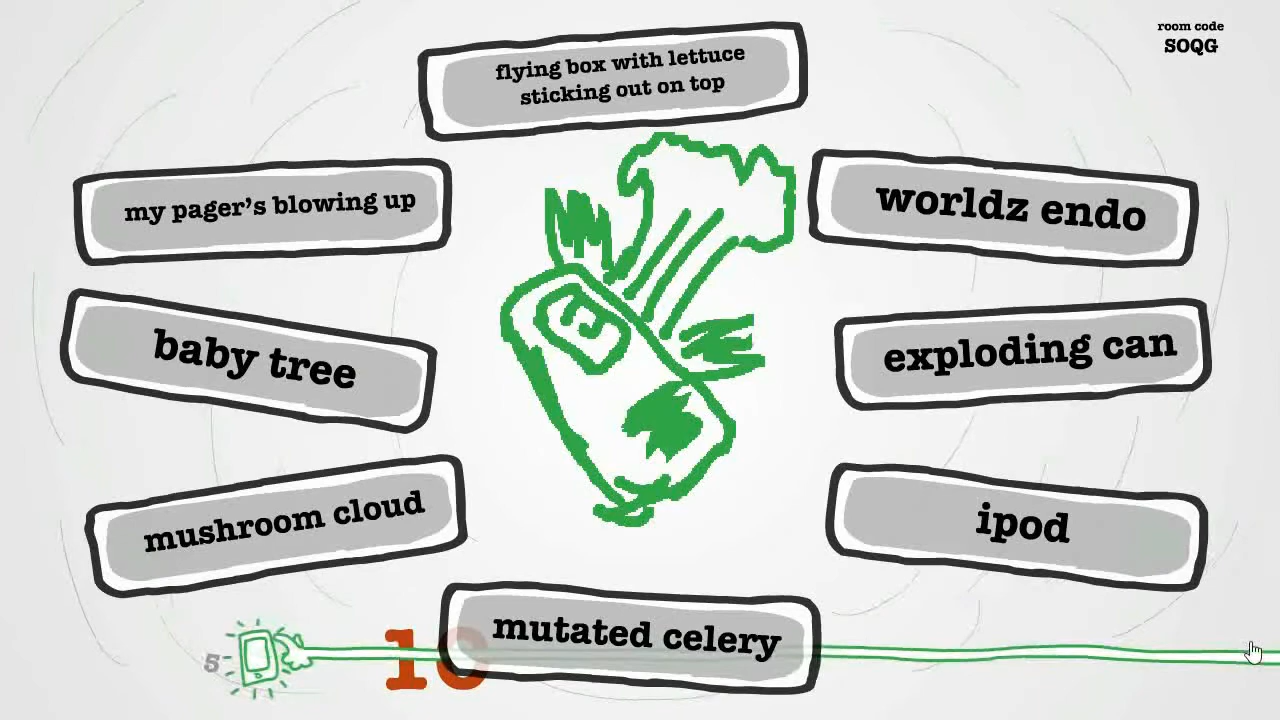 room code
SOQG
flying box with lettuce
sticking out on top
my pager's blowing up
worldz endo
baby tree
exploding can
mushroom cloud
ipod
mutated celery
5